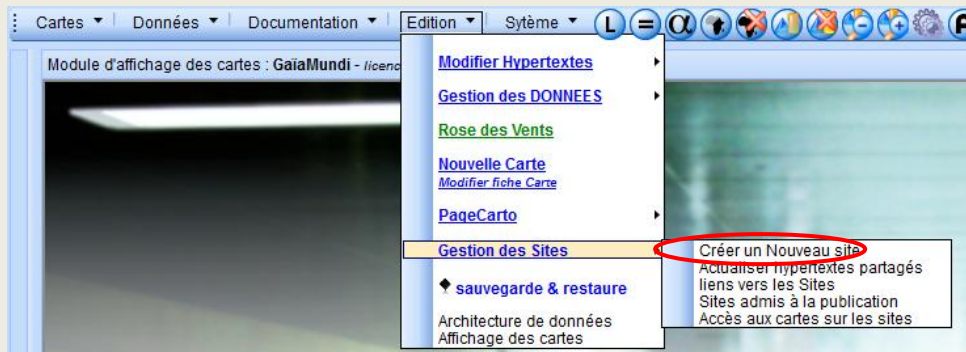 Cartes Données Documentation Edition Sytème L = α
Module d'affichage des cartes : GaïaMundi - licenc
Modifier Hypertextes
Gestion des DONNEES
Rose des Vents
Nouvelle Carte
Modifier fiche Carte
PageCarto
Gestion des Sites
sauvegarde & restaure
Architecture de données
Affichage des cartes
Créer un Nouveau site
Actualiser hypertextes partagés
liens vers les Sites
Sites admis à la publication
Accès aux cartes sur les sites